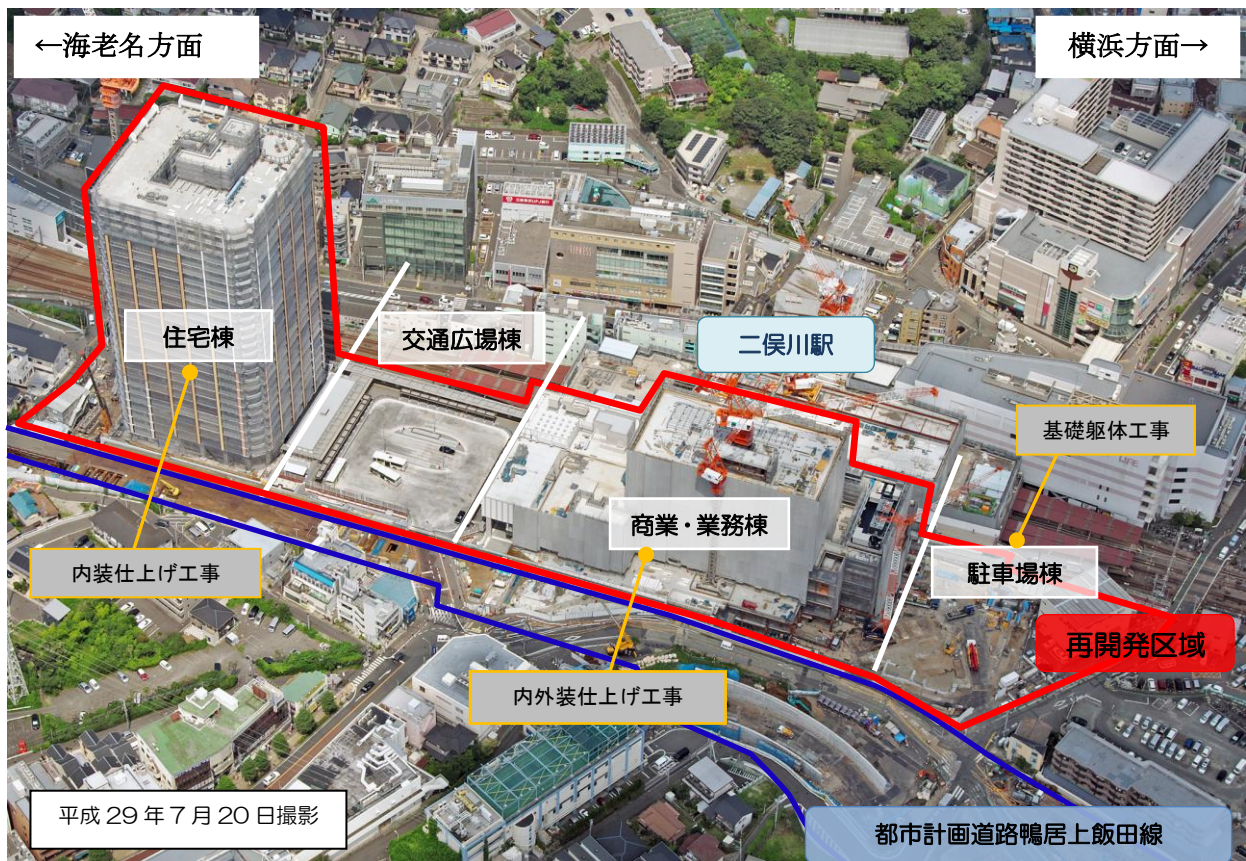 ←海老名方面
横浜方面→
住宅棟
交通広場棟
二俣川駅
基礎躯体工事
商業・業務棟
内装仕上げ工事
駐車場棟
再開発区域
内外装仕上げ工事
平成29年7月20日撮影
都市計画道路鴨居上飯田線
LIFE